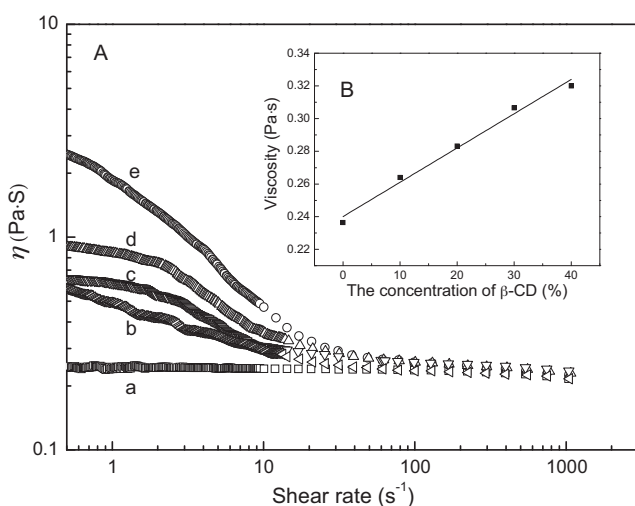 A
10
1
0.1
η (Pa·S)
e
d
c
b
a
1
10
100
1000
Shear rate (s⁻¹)
B
0.34
0.32
0.30
0.28
0.26
0.24
0.22
Viscosity (Pa·s)
0
10
20
30
40
The concentration of β-CD (%)